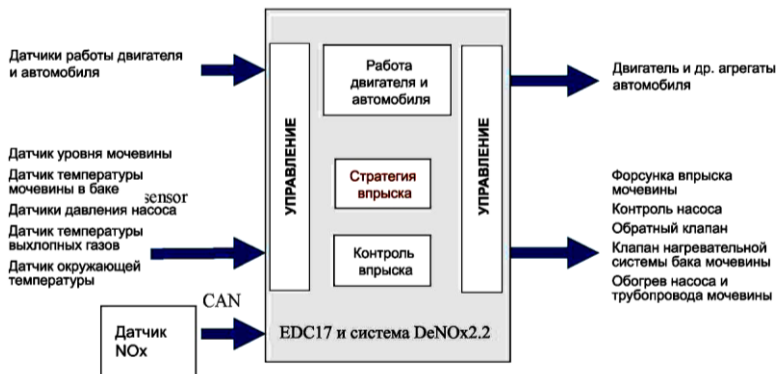 Датчики работы двигателя
и автомобиля
Датчик уровня мочевины
Датчик температуры
мочевины в баке
sensor
Датчики давления насоса
Датчик температуры
выхлопных газов
Датчик окружающей
температуры
CAN
Датчик
NOx
УПРАВЛЕНИЕ
Работа
двигателя и
автомобиля
Стратегия
впрыска
Контроль
впрыска
УПРАВЛЕНИЕ
EDC17 и система DeNOx2.2
Двигатель и др. агрегаты
автомобиля
Форсунка впрыска
мочевины
Контроль насоса
Обратный клапан
Клапан нагревательной
системы бака мочевины
Обогрев насоса и
трубопровода мочевины